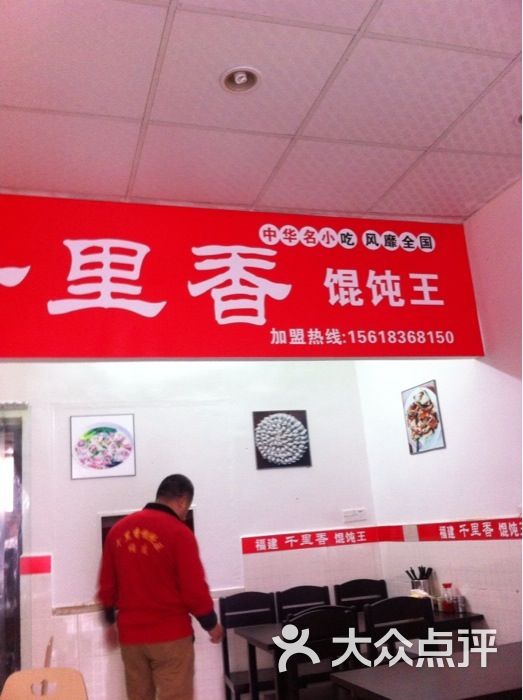 中华名小吃 风靡全国
千里香 馄饨王
加盟热线:15618368150
福建 千里香 馄饨王
福建 千里香 馄饨王
大众点评